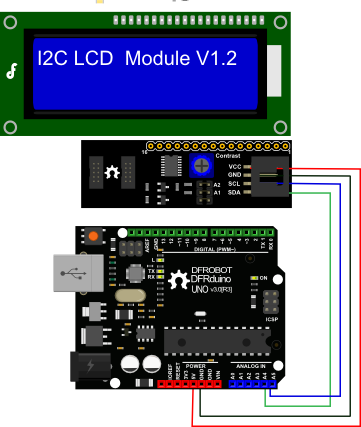 I2C LCD Module V1.2
16
1
Contrast
VCC
GND
SCL
SDA
A2
A1
AREF
GND
13
12
~11
~10
~9
8
7
~6
~5
4
~3
2
TX 1
RX 0
DIGITAL (PWM~)
L
TX
RX
DFROBOT
DFRduino
UNO v3.0[R3]
ON
ICSP
POWER
ANALOG IN
IOREF
RESET
3V3
5V
GND
GND
VIN
A0
A1
A2
A3
A4
A5